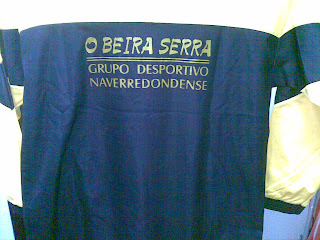 O BEIRA SERRA
GRUPO DESPORTIVO
NAVERREDONDENSE